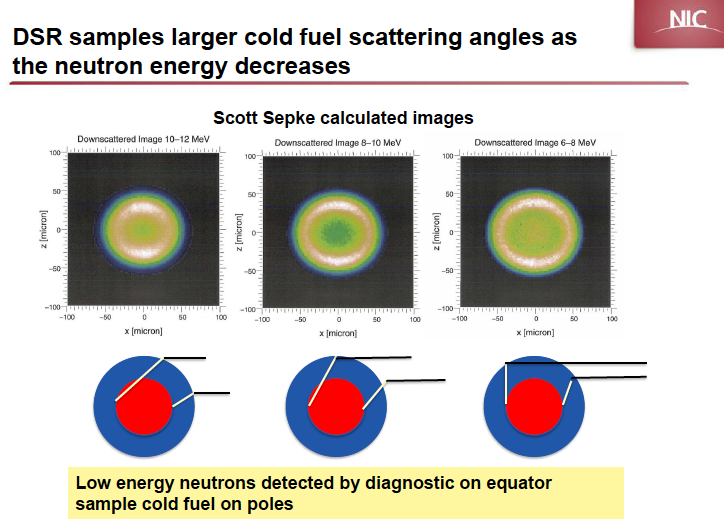 NIC
DSR samples larger cold fuel scattering angles as
the neutron energy decreases
Scott Sepke calculated images
Downscattered Image 10–12 MeV
100
50
0
−50
−100
z [micron]
−100
−50
0
50
100
x [micron]
Downscattered Image 8–10 MeV
100
50
0
−50
−100
z [micron]
−100
−50
0
50
100
x [micron]
Downscattered Image 6–8 MeV
100
50
0
−50
−100
z [micron]
−100
−50
0
50
100
x [micron]
Low energy neutrons detected by diagnostic on equator
sample cold fuel on poles